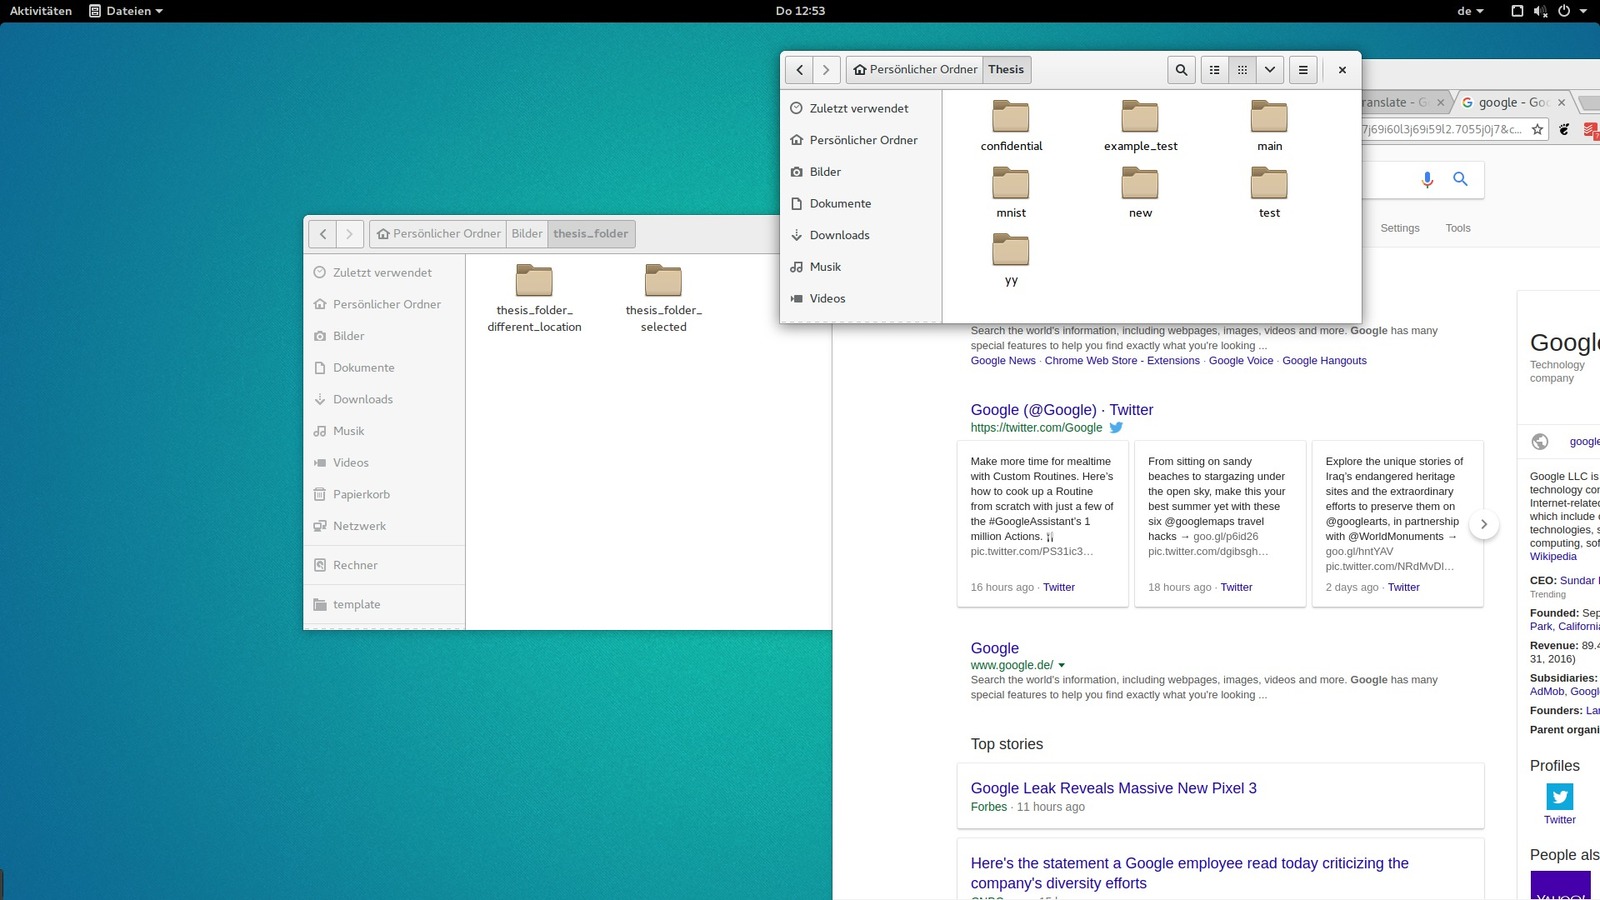 Aktivitäten
Dateien
Do 12:53
de
Persönlicher Ordner
Thesis
Zuletzt verwendet
Persönlicher Ordner
Bilder
Dokumente
Downloads
Musik
Videos
confidential
example_test
main
mnist
new
test
yy
Persönlicher Ordner
Bilder
thesis_folder
Zuletzt verwendet
Persönlicher Ordner
Bilder
Dokumente
Downloads
Musik
Videos
Papierkorb
Netzwerk
Rechner
template
thesis_folder_
different_location
thesis_folder_
selected
google - Goo
Settings
Tools
Search the world's information, including webpages, images, videos and more. Google has many
special features to help you find exactly what you're looking ...
Google News · Chrome Web Store - Extensions · Google Voice · Google Hangouts
Google (@Google) · Twitter
https://twitter.com/Google
Make more time for mealtime
with Custom Routines. Here's
how to cook up a Routine
from scratch with just a few of
the #GoogleAssistant's 1
million Actions.
pic.twitter.com/PS31ic3…
16 hours ago · Twitter
From sitting on sandy
beaches to stargazing under
the open sky, make this your
best summer yet with these
six @googlemaps travel
hacks → goo.gl/p6id26
pic.twitter.com/dgibsgh…
18 hours ago · Twitter
Explore the unique stories of
Iraq's endangered heritage
sites and the extraordinary
efforts to preserve them on
@googlearts, in partnership
with @WorldMonuments →
goo.gl/hntYAV
pic.twitter.com/NRdMvDl…
2 days ago · Twitter
Google
www.google.de/
Search the world's information, including webpages, images, videos and more. Google has many
special features to help you find exactly what you're looking ...
Top stories
Google Leak Reveals Massive New Pixel 3
Forbes · 11 hours ago
Here's the statement a Google employee read today criticizing the
company's diversity efforts
Google
Technology
company
google
Google LLC is
technology
Internet-related
which include
technologies,
computing,
Wikipedia
CEO: Sundar
Trending
Founded: Sep
Park, California
Revenue: 89.4
31, 2016)
Subsidiaries:
AdMob, Google
Founders:
Parent
Profiles
Twitter
People
YAHOO!